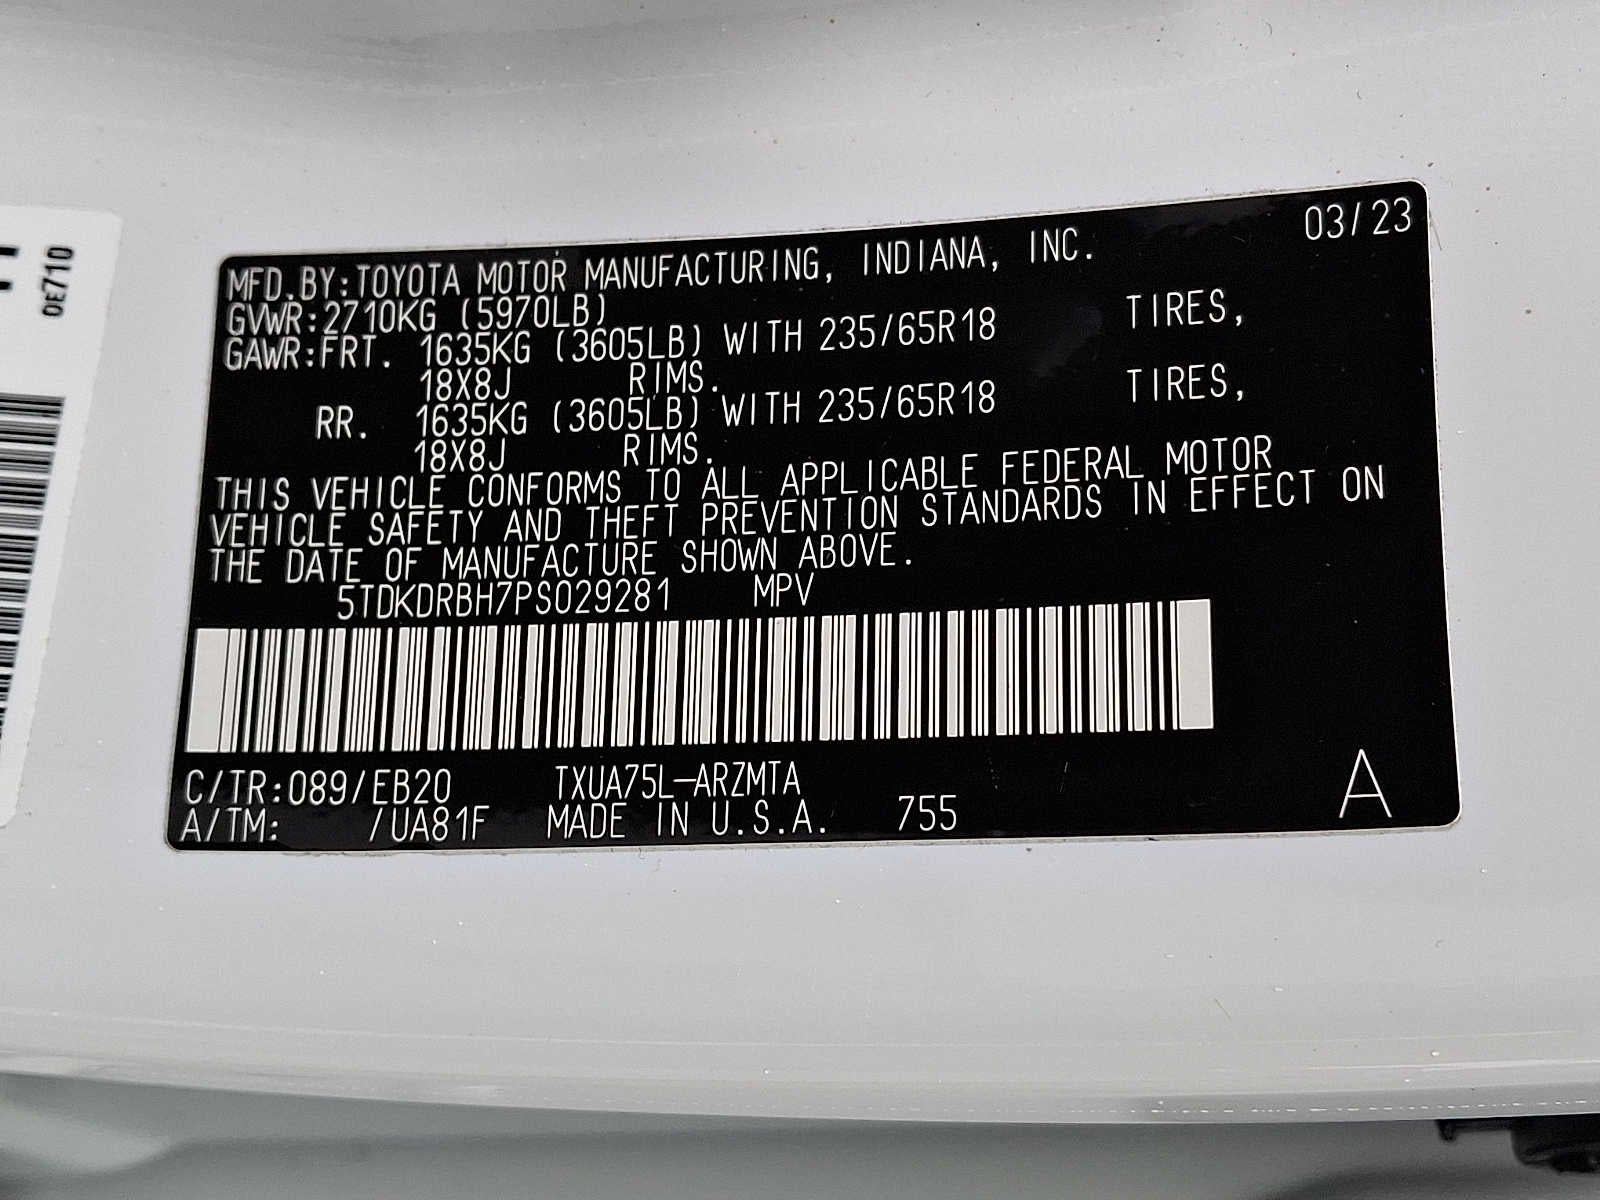 0E710
MFD.BY:TOYOTA MOTOR MANUFACTURING, INDIANA, INC. 03/23
GVWR:2710KG (5970LB)
GAWR:FRT. 1635KG (3605LB) WITH 235/65R18 TIRES,
18X8J RIMS.
RR. 1635KG (3605LB) WITH 235/65R18 TIRES,
18X8J RIMS.
THIS VEHICLE CONFORMS TO ALL APPLICABLE FEDERAL MOTOR
VEHICLE SAFETY AND THEFT PREVENTION STANDARDS IN EFFECT ON
THE DATE OF MANUFACTURE SHOWN ABOVE.
5TDKDRBH7PS029281 MPV
C/TR:089/EB20 TXUA75L-ARZMTA
A/TM: /UA81F MADE IN U.S.A. 755 A